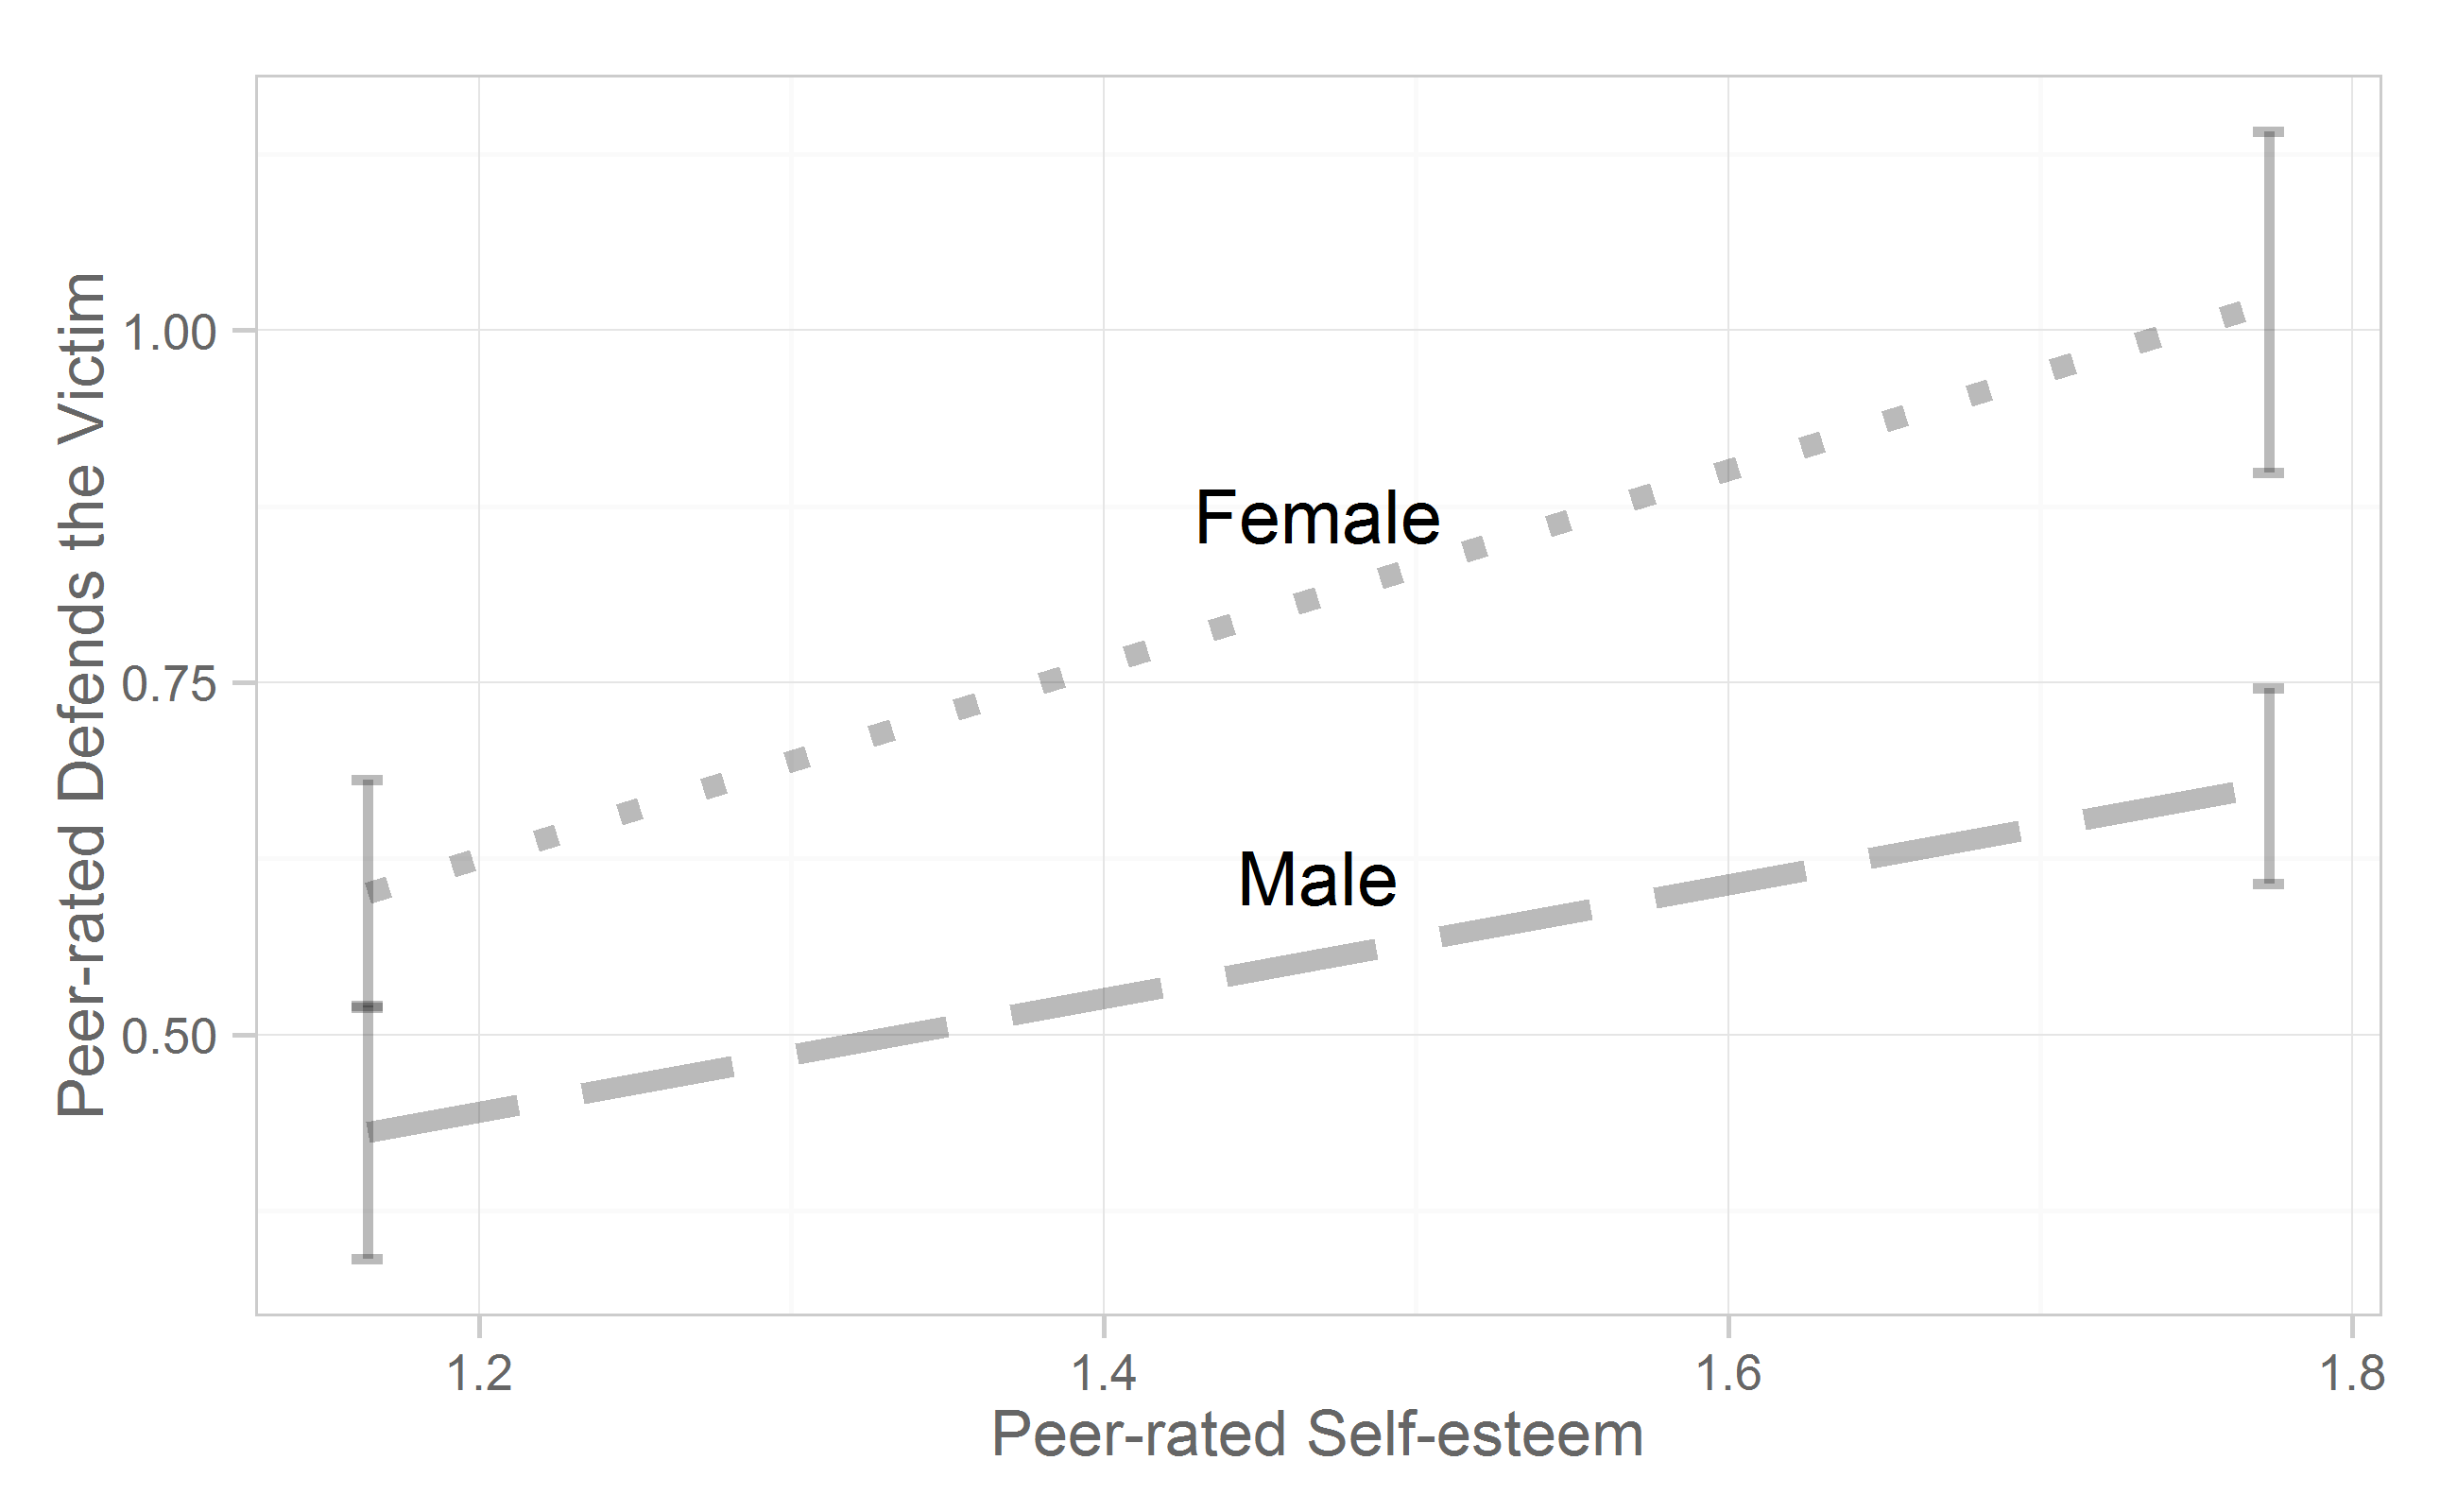 Peer-rated Defends the Victim
1.00
0.75
0.50
Female
Male
1.2
1.4
1.6
1.8
Peer-rated Self-esteem